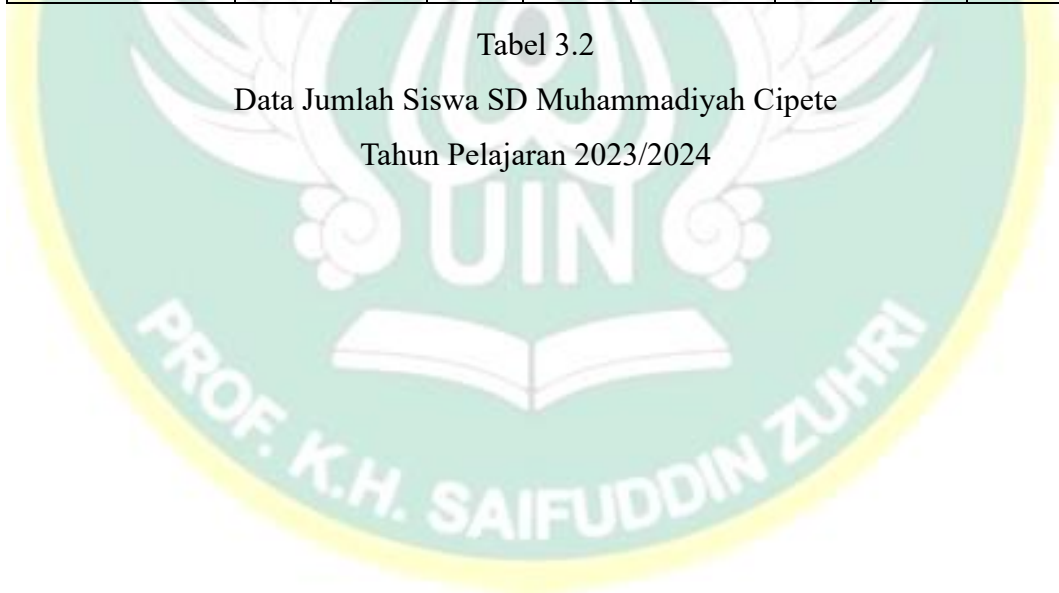 Tabel 3.2
Data Jumlah Siswa SD Muhammadiyah Cipete
Tahun Pelajaran 2023/2024
UIN
PROF. K.H. SAIFUDDIN ZUHRI